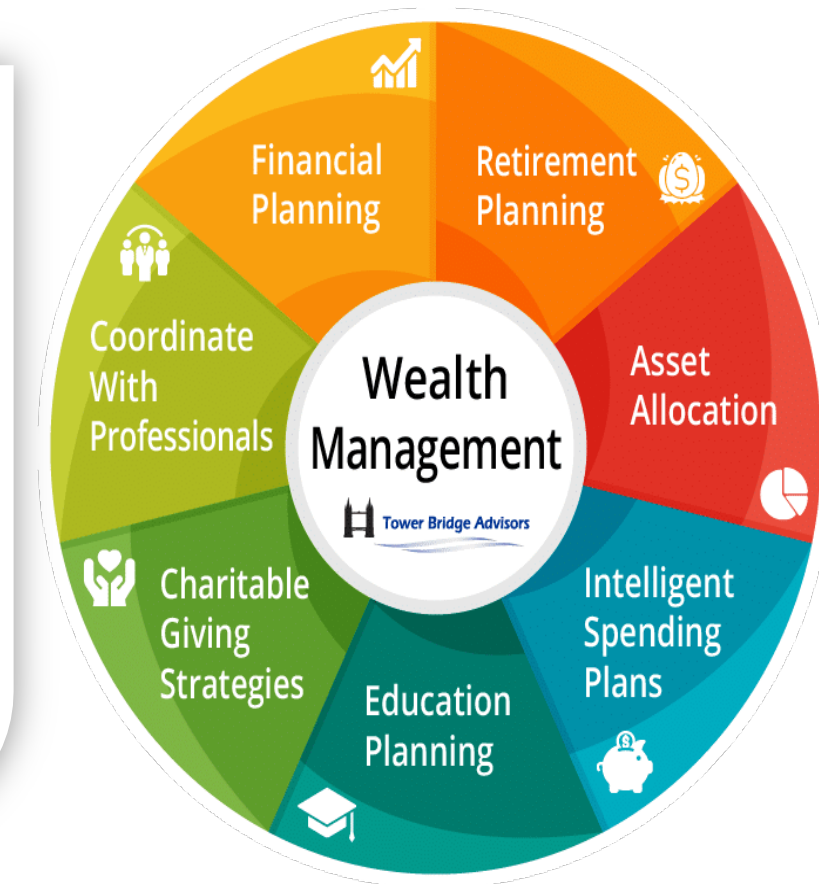 Financial
Planning
Retirement
Planning
Asset
Allocation
Intelligent
Spending
Plans
Education
Planning
Charitable
Giving
Strategies
Coordinate
With
Professionals
Wealth
Management
Tower Bridge Advisors